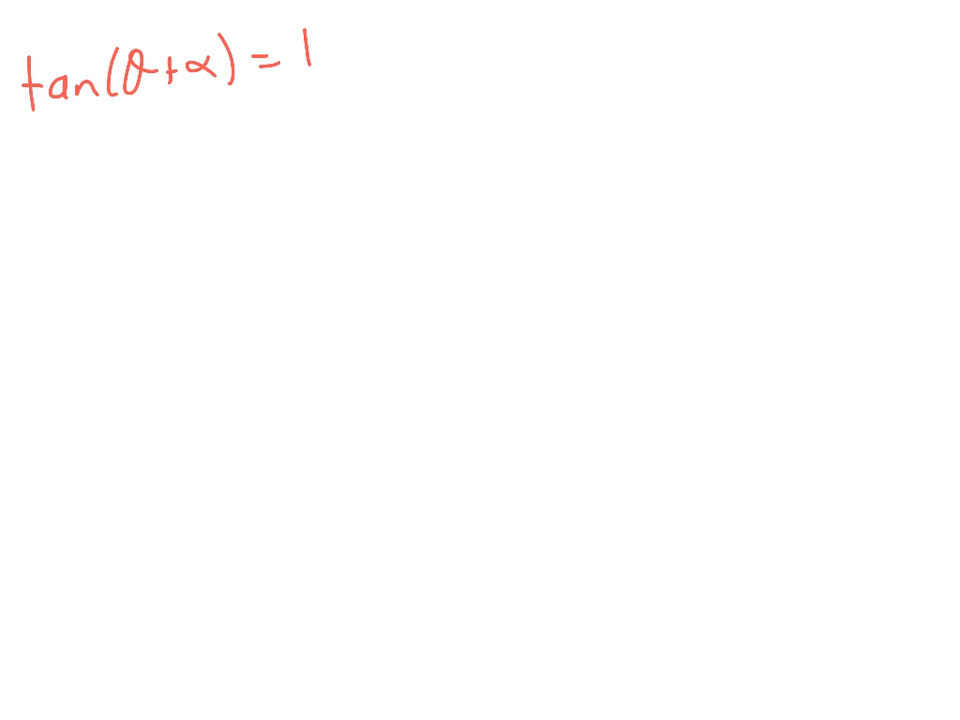 tan(θ+α) = 1